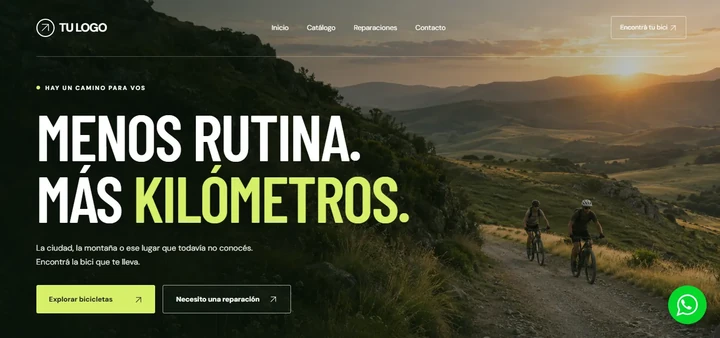 TU LOGO
Inicio
Catálogo
Reparaciones
Contacto
Encontrá tu bici
HAY UN CAMINO PARA VOS
MENOS RUTINA.
MÁS KILÓMETROS.
La ciudad, la montaña o ese lugar que todavía no conocés.
Encontrá la bici que te lleva.
Explorar bicicletas
Necesito una reparación